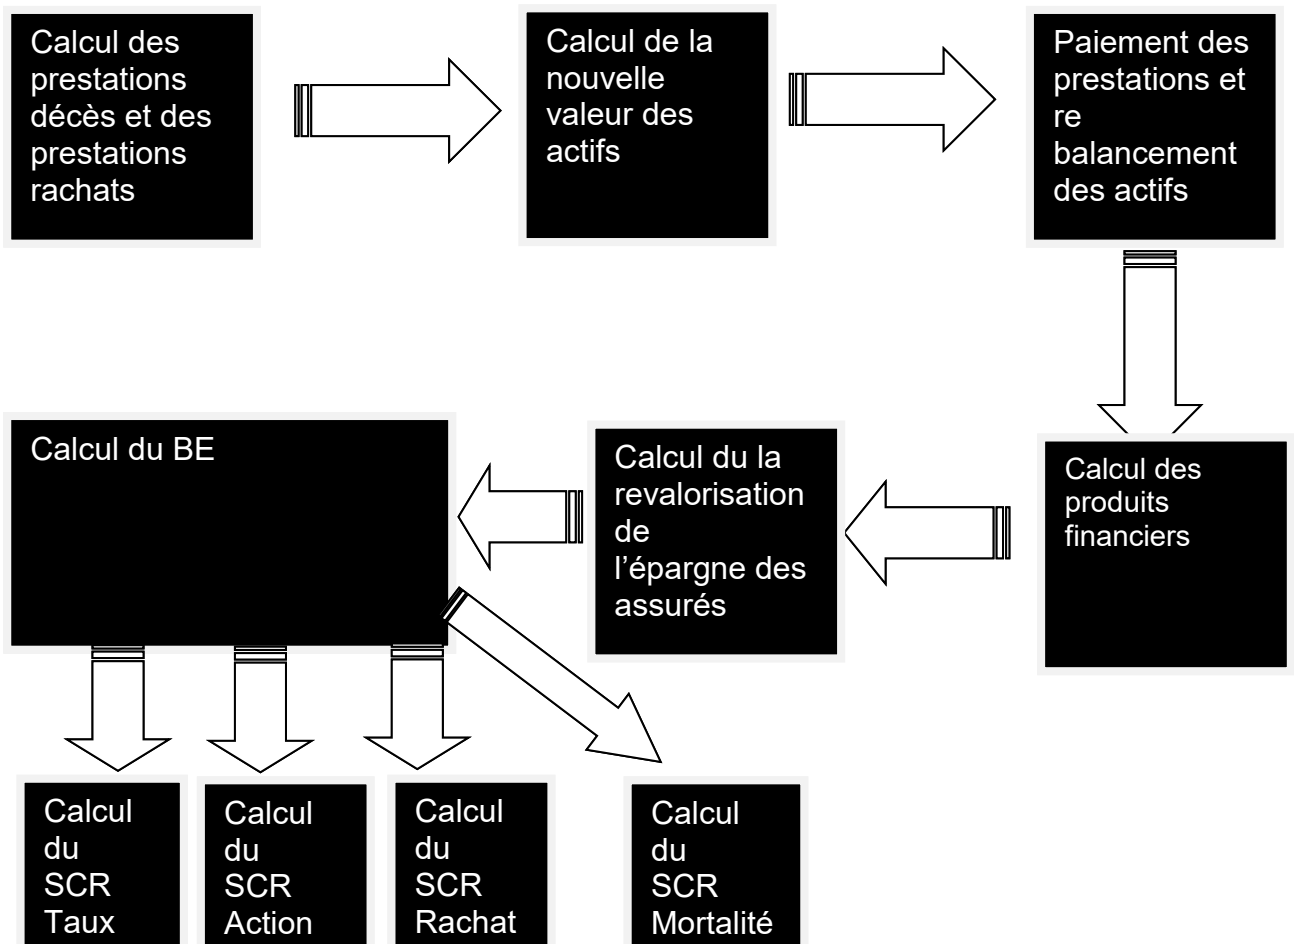 Calcul des
prestations
décès et des
prestations
rachats
Calcul de la
nouvelle
valeur des
actifs
Paiement des
prestations et
re
balancement
des actifs
Calcul des
produits
financiers
Calcul du la
revalorisation
de
l’épargne des
assurés
Calcul du BE
Calcul
du
SCR
Taux
Calcul
du
SCR
Action
Calcul
du
SCR
Rachat
Calcul
du
SCR
Mortalité